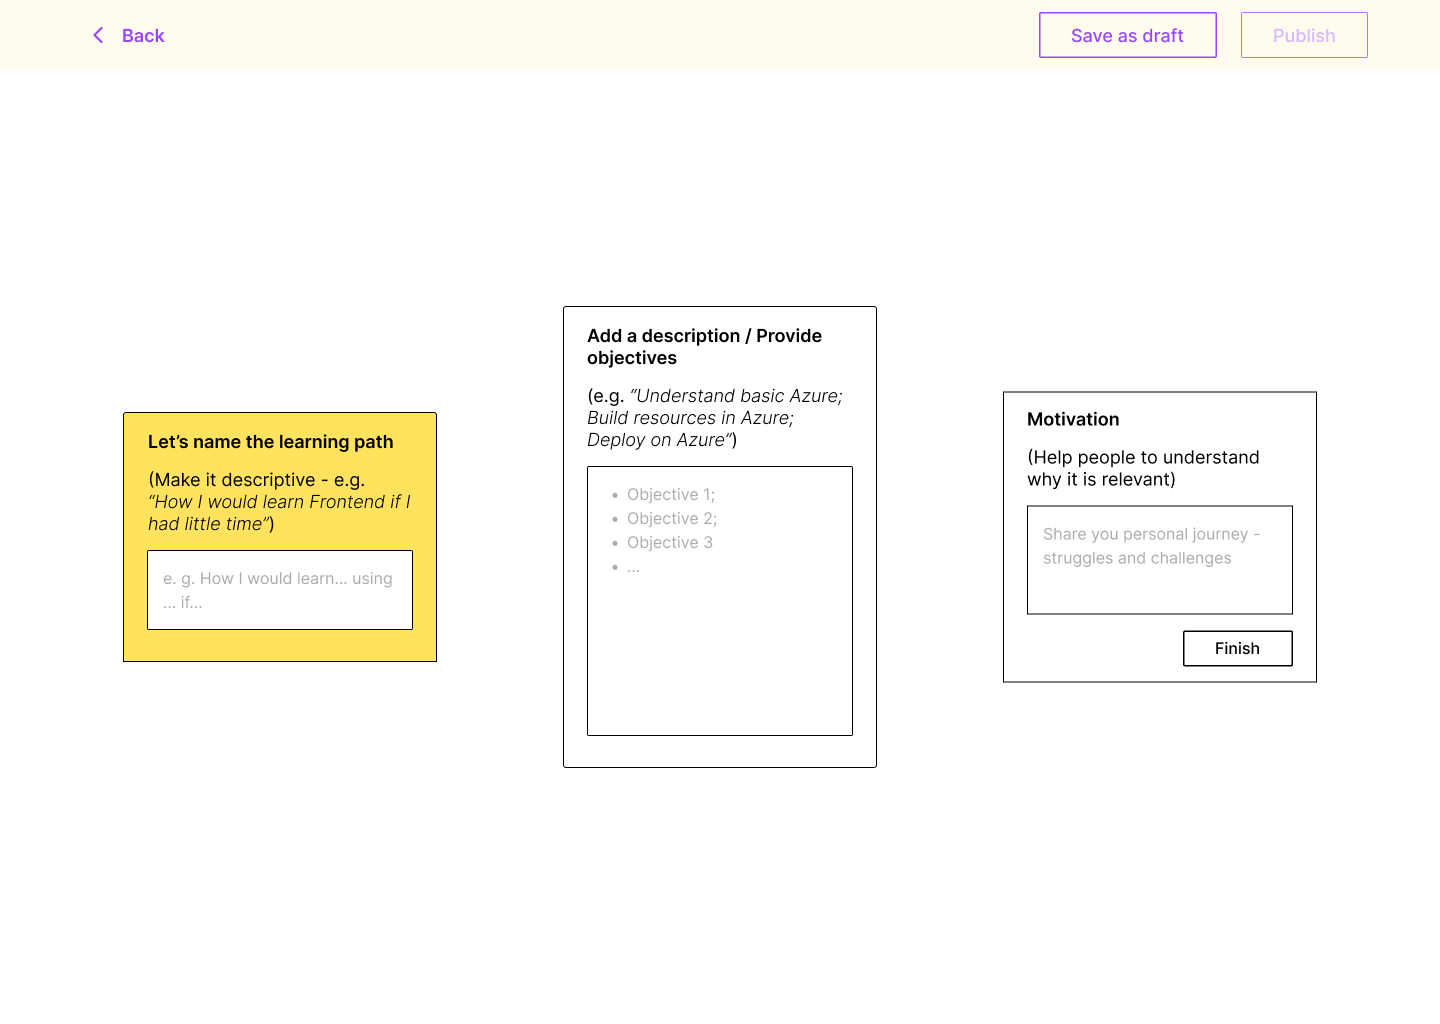 Back
Save as draft
Publish
Let’s name the learning path
(Make it descriptive - e.g.
“How I would learn Frontend if I
had little time”)
e. g. How I would learn... using
... if...
Add a description / Provide
objectives
(e.g. “Understand basic Azure;
Build resources in Azure;
Deploy on Azure”)
• Objective 1;
• Objective 2;
• Objective 3
• ...
Motivation
(Help people to understand
why it is relevant)
Share you personal journey -
struggles and challenges
Finish